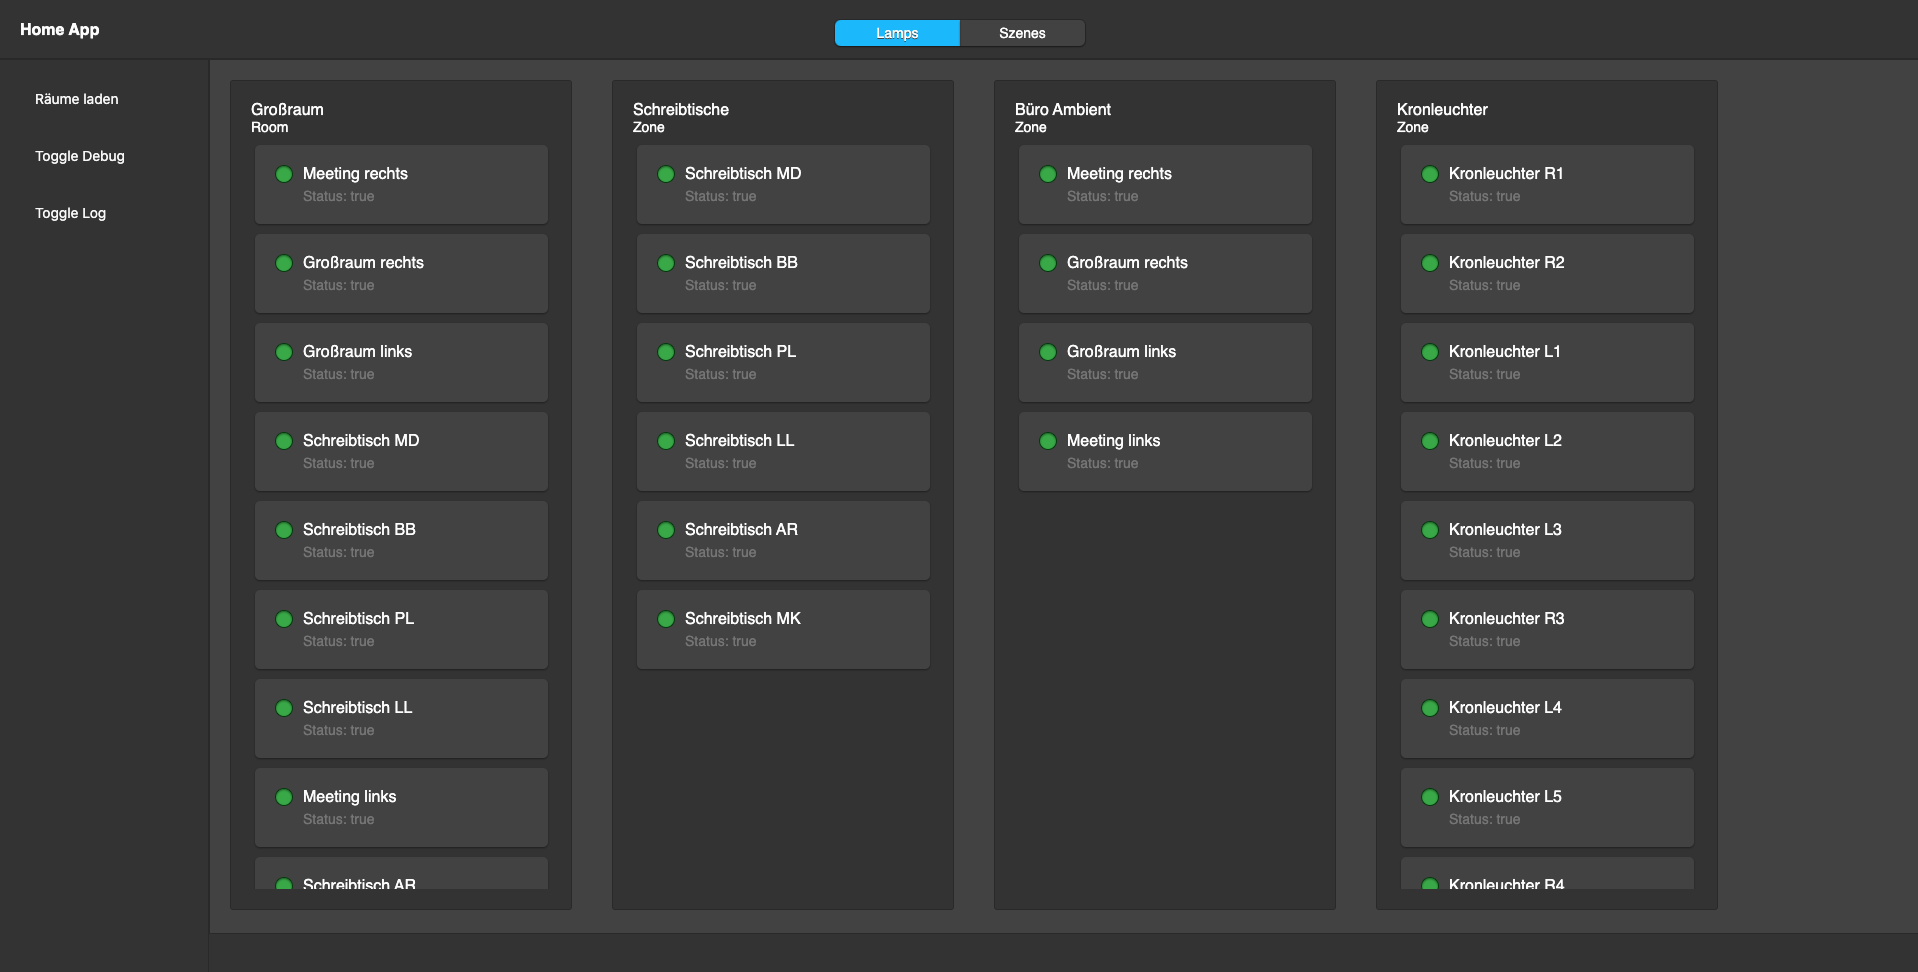 Home App
Lamps
Szenes
Räume laden
Toggle Debug
Toggle Log
Großraum
Room
Meeting rechts
Status: true
Großraum rechts
Status: true
Großraum links
Status: true
Schreibtisch MD
Status: true
Schreibtisch BB
Status: true
Schreibtisch PL
Status: true
Schreibtisch LL
Status: true
Meeting links
Status: true
Schreibtisch AR
Schreibtische
Zone
Schreibtisch MD
Status: true
Schreibtisch BB
Status: true
Schreibtisch PL
Status: true
Schreibtisch LL
Status: true
Schreibtisch AR
Status: true
Schreibtisch MK
Status: true
Büro Ambient
Zone
Meeting rechts
Status: true
Großraum rechts
Status: true
Großraum links
Status: true
Meeting links
Status: true
Kronleuchter
Zone
Kronleuchter R1
Status: true
Kronleuchter R2
Status: true
Kronleuchter L1
Status: true
Kronleuchter L2
Status: true
Kronleuchter L3
Status: true
Kronleuchter R3
Status: true
Kronleuchter L4
Status: true
Kronleuchter L5
Status: true
Kronleuchter R4